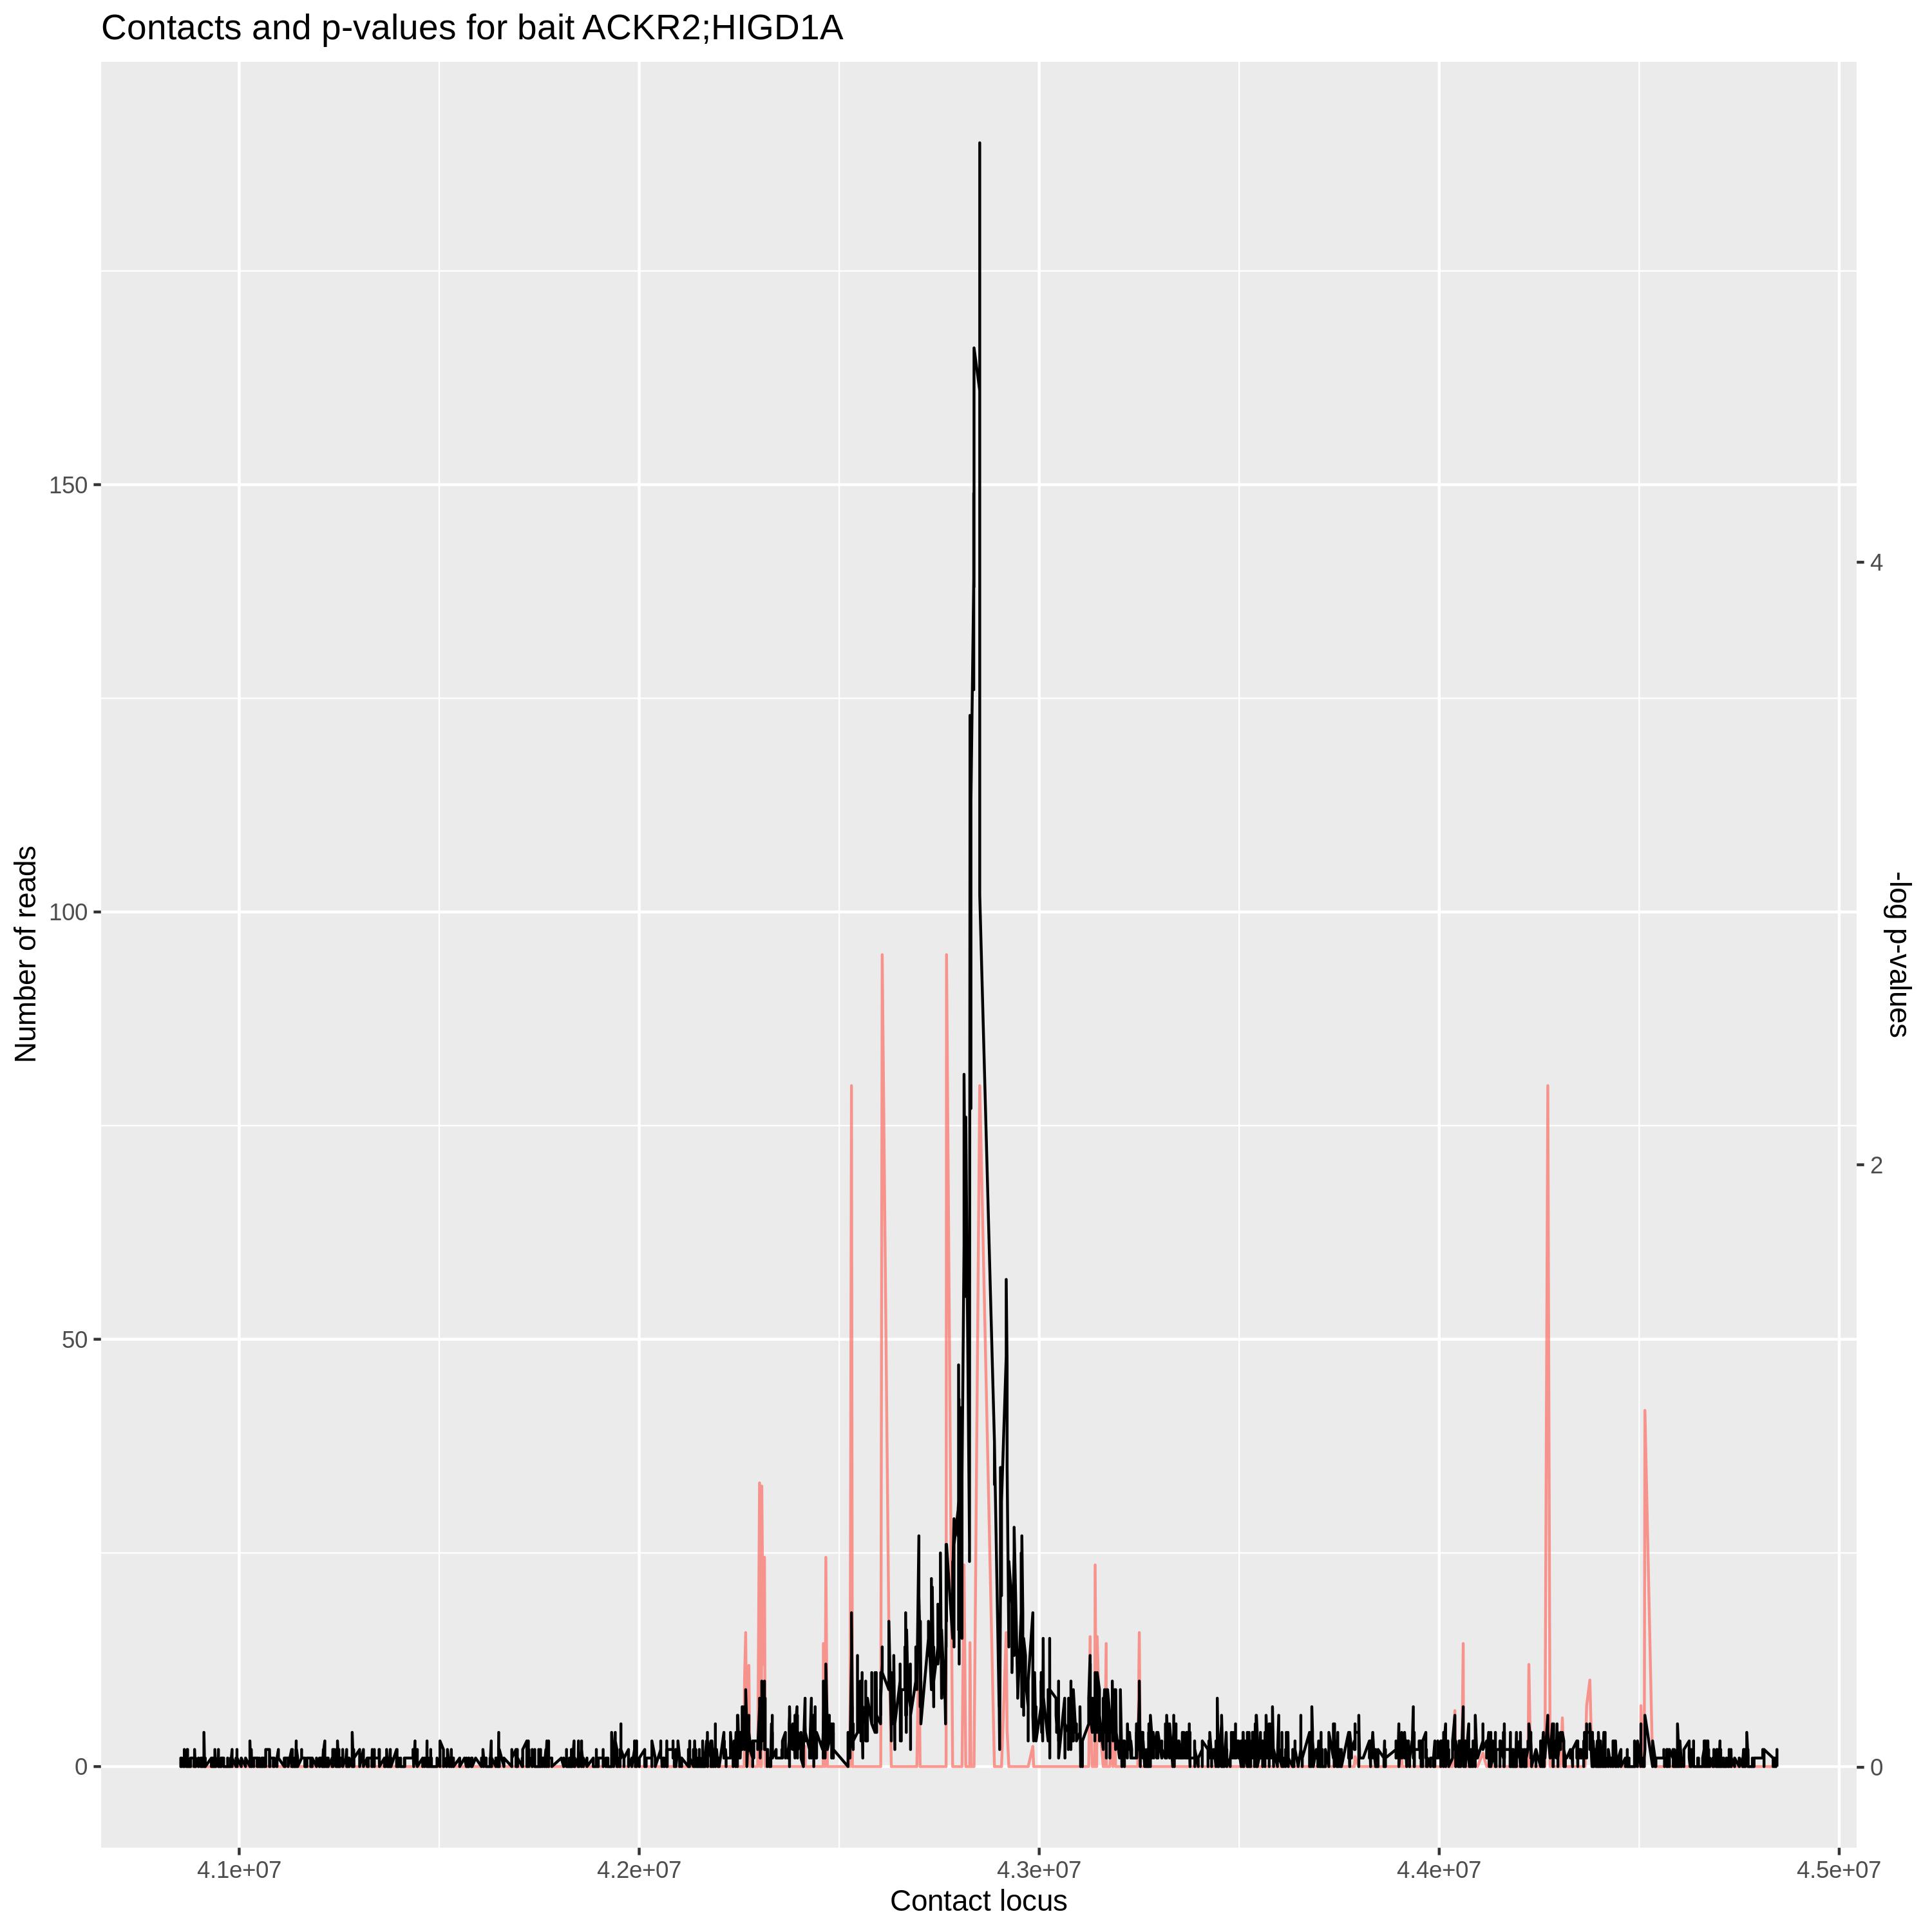 Contacts and p-values for bait ACKR2;HIGD1A
Number of reads
150
100
50
0
4
2
0
-log p-values
4.1e+07
4.2e+07
4.3e+07
4.4e+07
4.5e+07
Contact locus